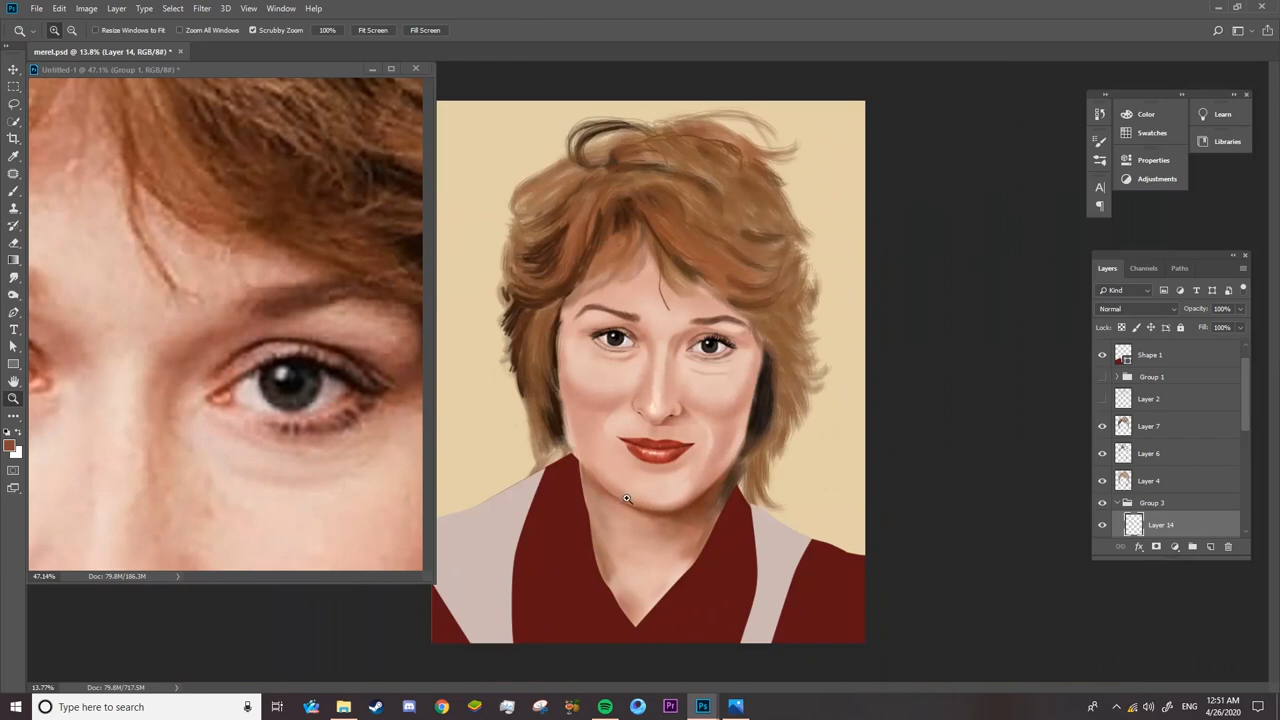 Ps File Edit Image Layer Type Select Filter 3D View Window Help
Resize Windows to Fit Zoom All Windows Scrubby Zoom 100% Fit Screen Fill Screen
merel.psd @ 13.8% (Layer 14, RGB/8#) *
Untitled-1 @ 47.1% (Group 1, RGB/8#) *
47.14% Doc: 79.8M/186.3M
13.77% Doc: 79.8M/717.5M
Color
Swatches
Properties
Adjustments
Learn
Libraries
Layers Channels Paths
Kind
Normal Opacity: 100%
Lock: Fill: 100%
Shape 1
Group 1
Layer 2
Layer 7
Layer 6
Layer 4
Group 3
Layer 14
fx
Type here to search
Pr
Ps
ENG
12:51 AM
4/26/2020